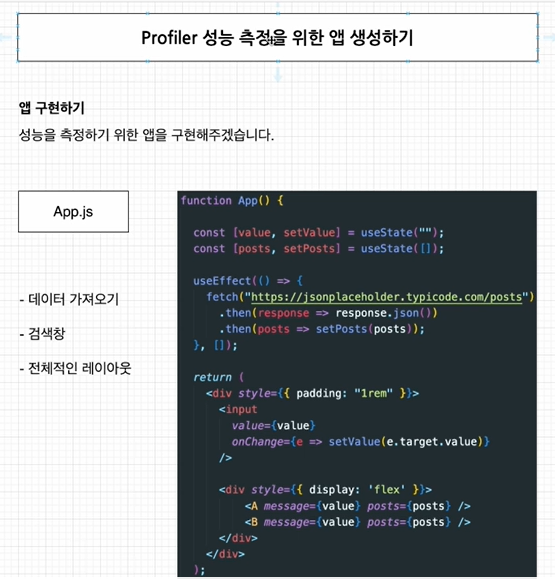 Profiler 성능 측정을 위한 앱 생성하기
앱 구현하기
성능을 측정하기 위한 앱을 구현해주겠습니다.
App.js
- 데이터 가져오기
- 검색창
- 전체적인 레이아웃
function App() {
const [value, setValue] = useState("");
const [posts, setPosts] = useState([]);
useEffect(() => {
fetch("https://jsonplaceholder.typicode.com/posts")
.then(response => response.json())
.then(posts => setPosts(posts));
}, []);
return (
<div style={{ padding: "1rem" }}>
<input
value={value}
onChange={e => setValue(e.target.value)}
/>
<div style={{ display: 'flex' }}>
<A message={value} posts={posts} />
<B message={value} posts={posts} />
</div>
</div>
);